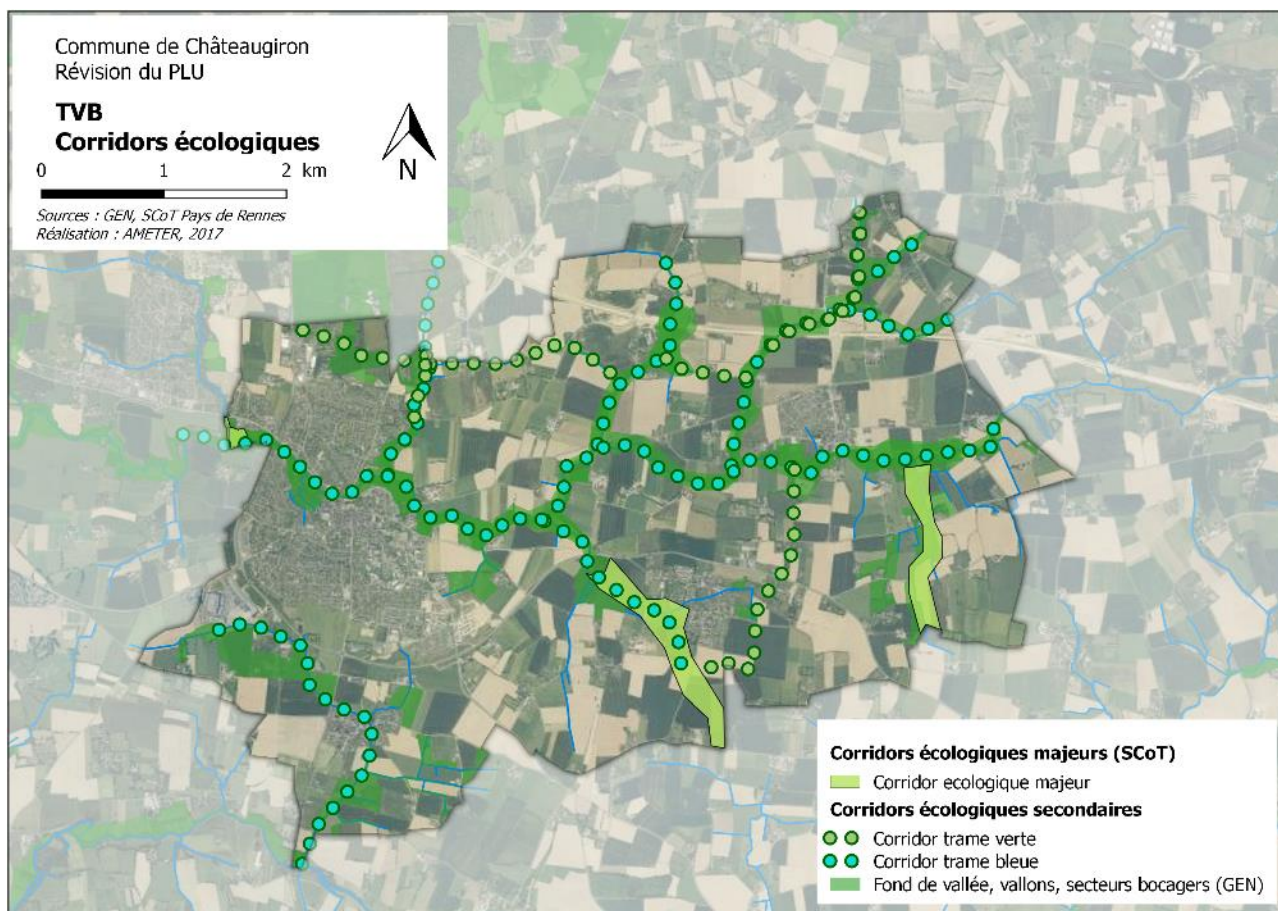 Commune de Châteaugiron
Révision du PLU
TVB
Corridors écologiques
0 1 2 km
N
Sources : GEN, SCoT Pays de Rennes
Réalisation : AMETER, 2017
Corridors écologiques majeurs (SCoT)
Corridor ecologique majeur
Corridors écologiques secondaires
Corridor trame verte
Corridor trame bleue
Fond de vallée, vallons, secteurs bocagers (GEN)